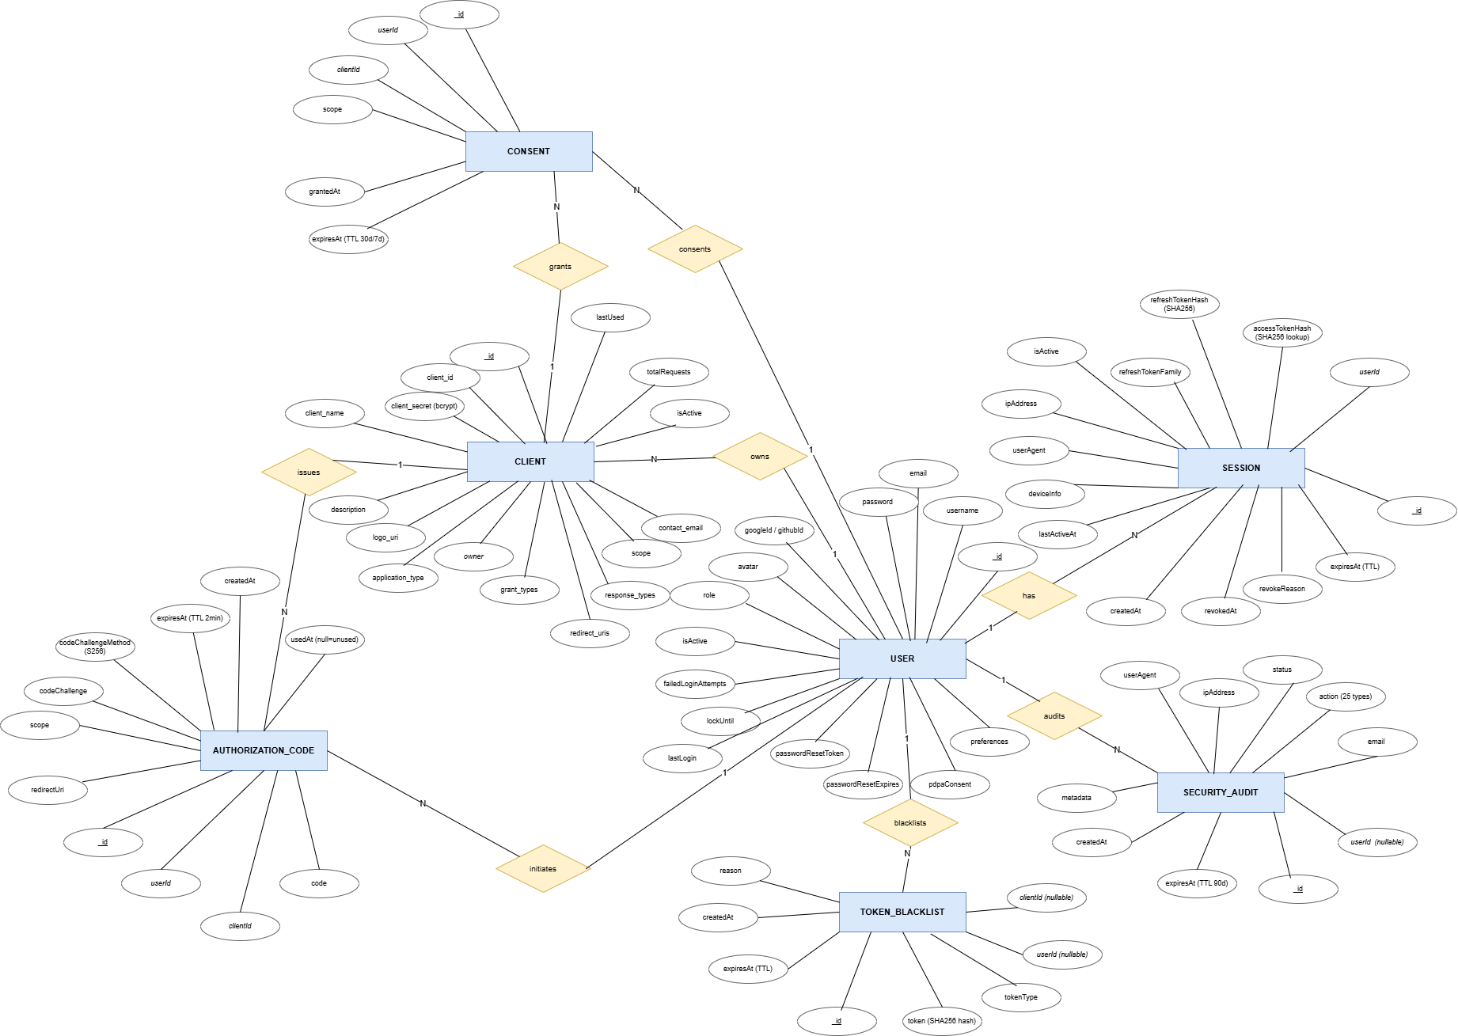 _id
userId
clientId
scope
CONSENT
grantedAt
expiresAt (TTL 30d/7d)
N
N
consents
grants
1
1
lastUsed
_id
client_id
client_secret (bcrypt)
client_name
totalRequests
isActive
CLIENT
issues
1
N
owns
1
description
logo_uri
application_type
owner
grant_types
redirect_uris
response_types
scope
contact_email
refreshTokenHash
(SHA256)
accessTokenHash
(SHA256 lookup)
isActive
refreshTokenFamily
userId
ipAddress
userAgent
SESSION
deviceInfo
lastActiveAt
_id
N
expiresAt (TTL)
revokeReason
revokedAt
createdAt
has
1
email
password
username
googleId / githubId
_id
avatar
role
isActive
USER
failedLoginAttempts
lockUntil
lastLogin
passwordResetToken
passwordResetExpires
pdpaConsent
preferences
1
audits
N
1
1
N
createdAt
expiresAt (TTL 2min)
usedAt (null=unused)
codeChallengeMethod
(S256)
codeChallenge
scope
AUTHORIZATION_CODE
redirectUri
_id
userId
clientId
code
N
initiates
userAgent
ipAddress
status
action (25 types)
email
SECURITY_AUDIT
metadata
createdAt
expiresAt (TTL 90d)
_id
userId (nullable)
blacklists
N
reason
createdAt
TOKEN_BLACKLIST
clientId (nullable)
expiresAt (TTL)
userId (nullable)
tokenType
_id
token (SHA256 hash)